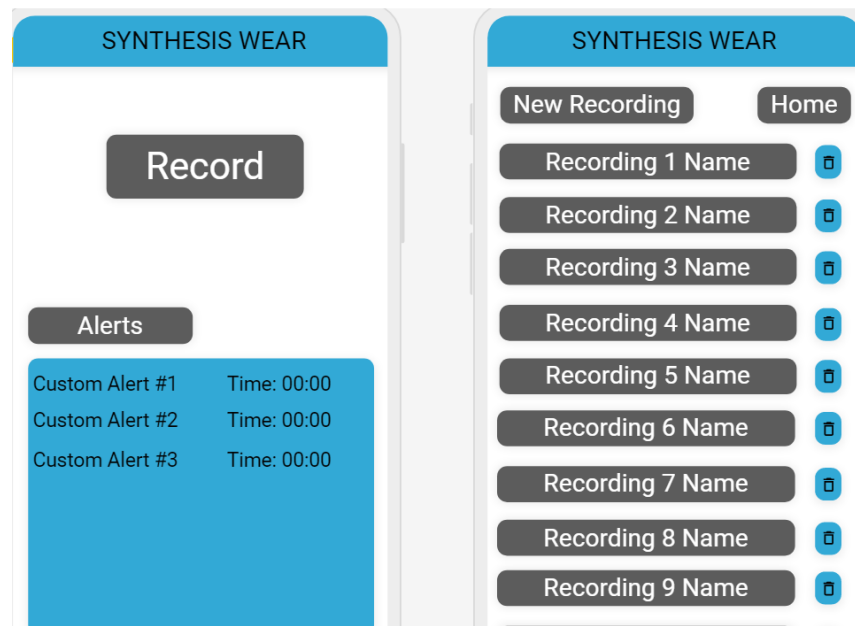 SYNTHESIS WEAR
Record
Alerts
Custom Alert #1 Time: 00:00
Custom Alert #2 Time: 00:00
Custom Alert #3 Time: 00:00
SYNTHESIS WEAR
New Recording Home
Recording 1 Name
Recording 2 Name
Recording 3 Name
Recording 4 Name
Recording 5 Name
Recording 6 Name
Recording 7 Name
Recording 8 Name
Recording 9 Name